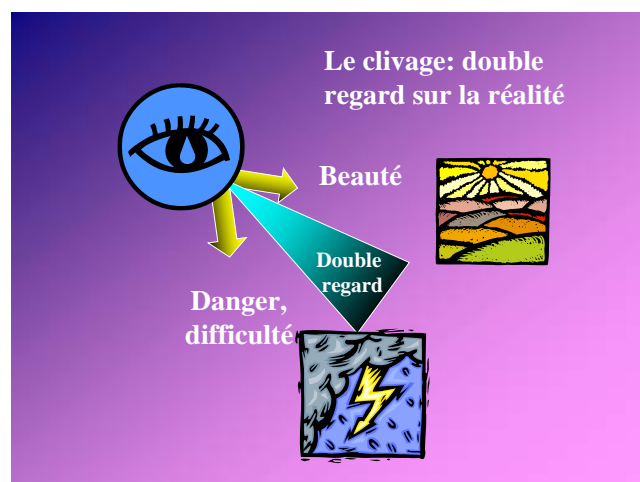 Le clivage: double
regard sur la réalité
Beauté
Double
regard
Danger,
difficulté